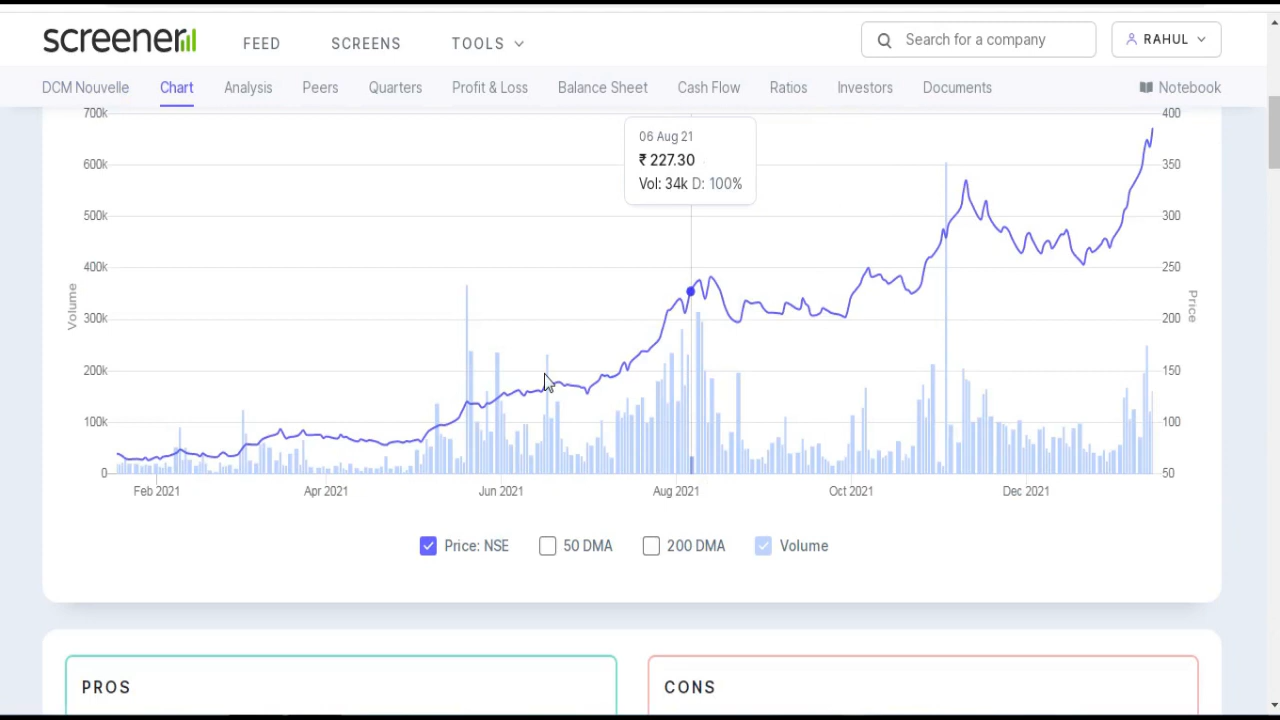 screener
FEED
SCREENS
TOOLS
Search for a company
RAHUL
DCM Nouvelle
Chart
Analysis
Peers
Quarters
Profit & Loss
Balance Sheet
Cash Flow
Ratios
Investors
Documents
Notebook
700k
600k
500k
400k
300k
200k
100k
0
Volume
06 Aug 21
₹ 227.30
Vol: 34k D: 100%
400
350
300
250
200
150
100
50
Price
Feb 2021
Apr 2021
Jun 2021
Aug 2021
Oct 2021
Dec 2021
Price: NSE
50 DMA
200 DMA
Volume
PROS
CONS